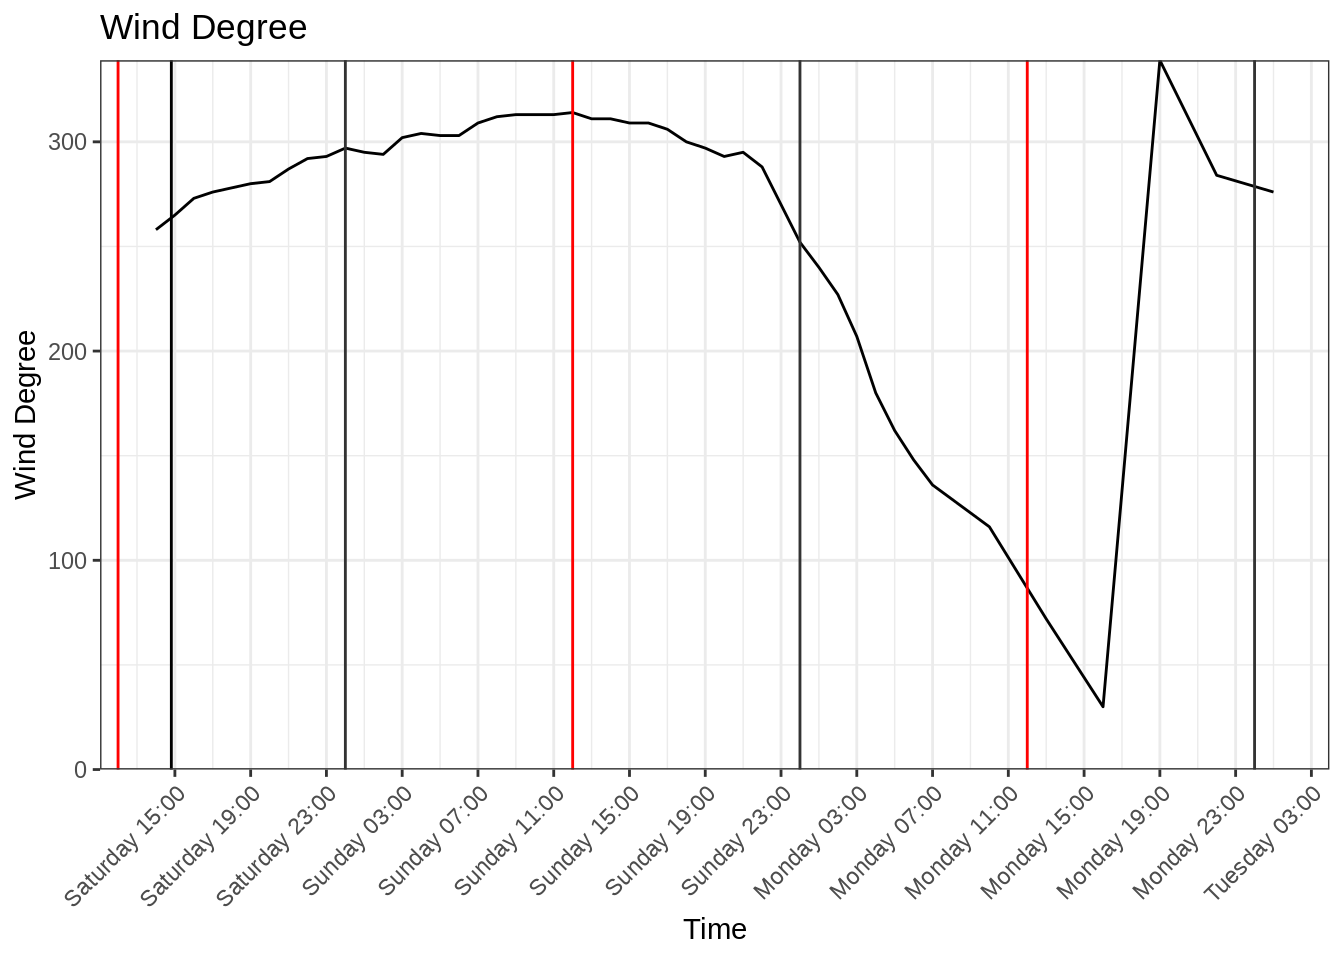 Wind Degree
Wind Degree
300
200
100
0
Saturday 15:00
Saturday 19:00
Saturday 23:00
Sunday 03:00
Sunday 07:00
Sunday 11:00
Sunday 15:00
Sunday 19:00
Sunday 23:00
Monday 03:00
Monday 07:00
Monday 11:00
Monday 15:00
Monday 19:00
Monday 23:00
Tuesday 03:00
Time